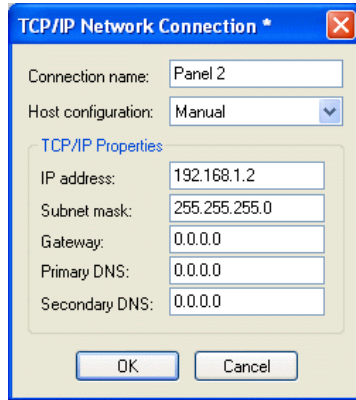 TCP/IP Network Connection *
Connection name: Panel 2
Host configuration: Manual
TCP/IP Properties
IP address: 192.168.1.2
Subnet mask: 255.255.255.0
Gateway: 0.0.0.0
Primary DNS: 0.0.0.0
Secondary DNS: 0.0.0.0
OK Cancel